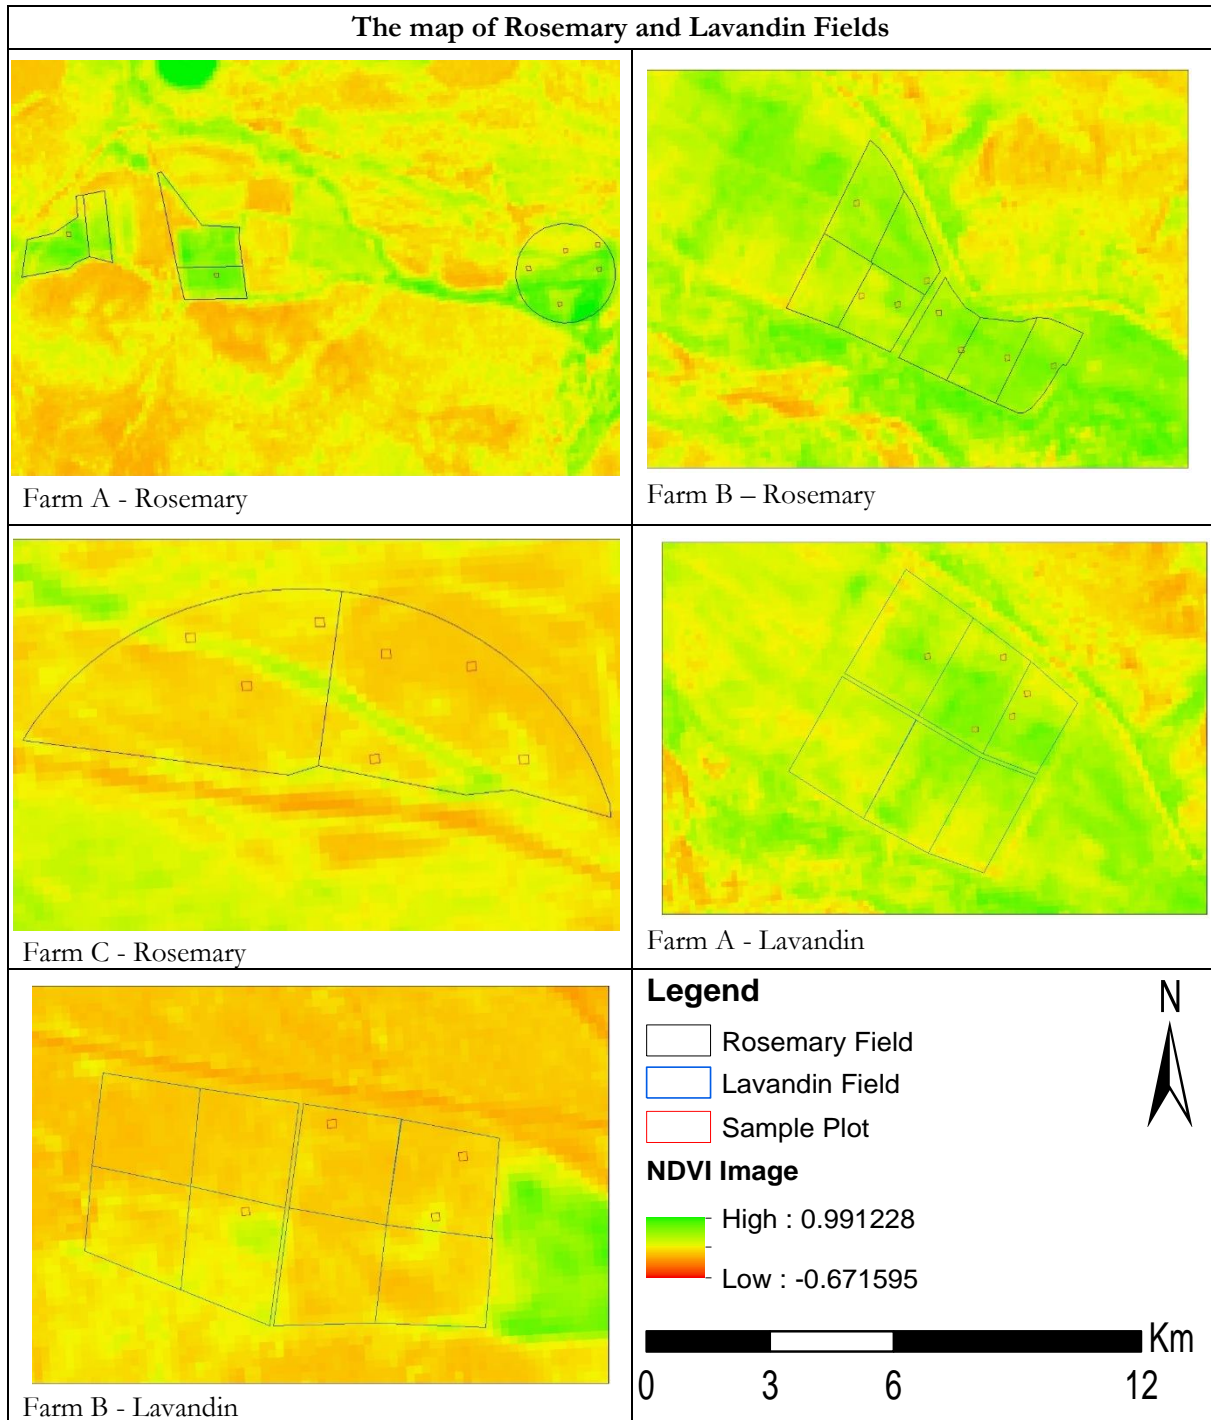 The map of Rosemary and Lavandin Fields
Farm A - Rosemary
Farm B – Rosemary
Farm C - Rosemary
Farm A - Lavandin
Farm B - Lavandin
Legend
Rosemary Field
Lavandin Field
Sample Plot
NDVI Image
High : 0.991228
Low : -0.671595
N
Km
0 3 6 12